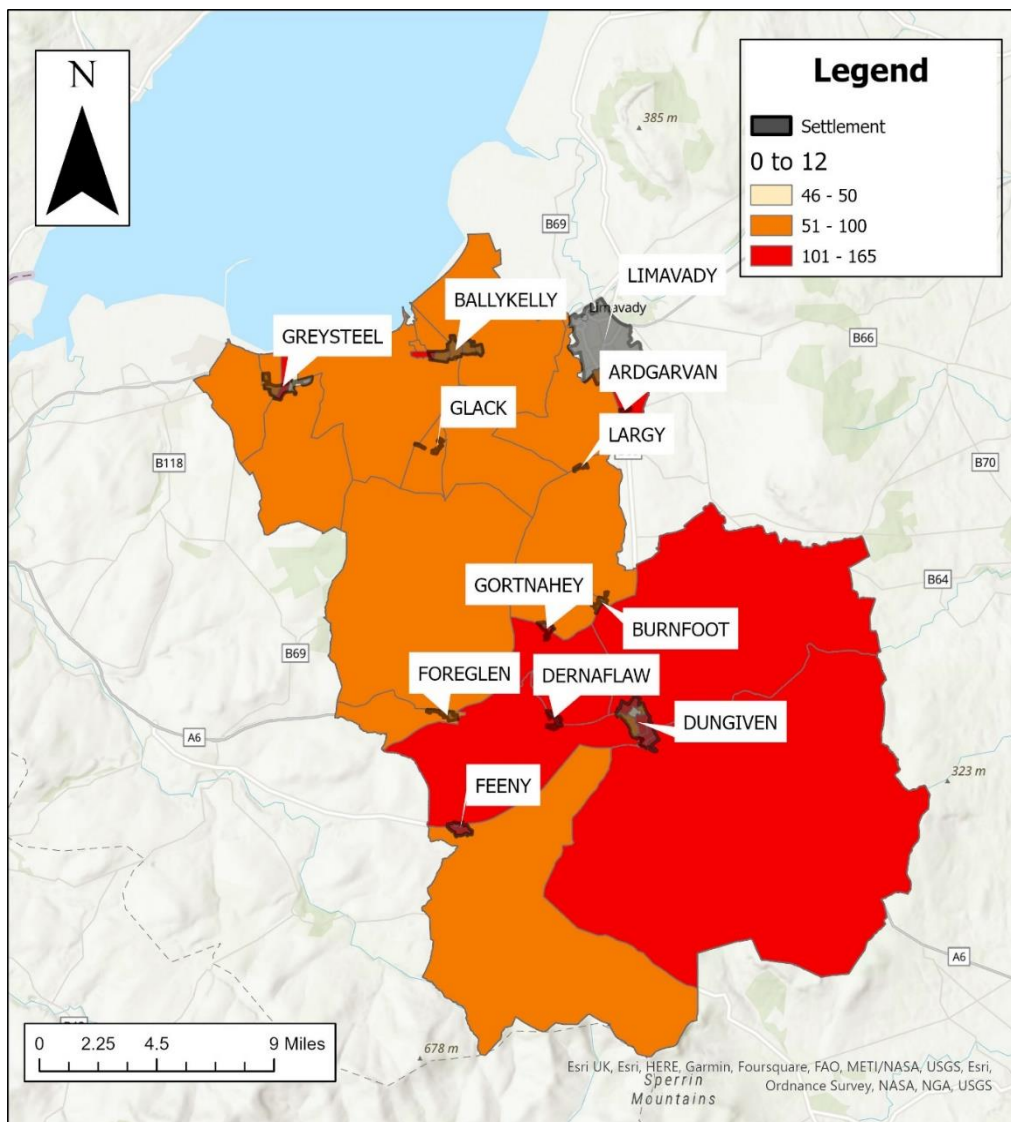 N
Legend
Settlement
0 to 12
46 - 50
51 - 100
101 - 165
385 m
B69
LIMAVADY
Limavady
BALLYKELLY
GREYSTEEL
B66
ARDGARVAN
GLACK
LARGY
B118
B70
GORTNAHEY
B64
BURNFOOT
B69
FOREGLEN
DERNAFLAW
DUNGIVEN
A6
FEENY
323 m
A6
0 2.25 4.5 9 Miles
678 m
Esri UK, Esri, HERE, Garmin, Foursquare, FAO, METI/NASA, USGS, Esri,
Ordnance Survey, NASA, NGA, USGS
Sperrin
Mountains